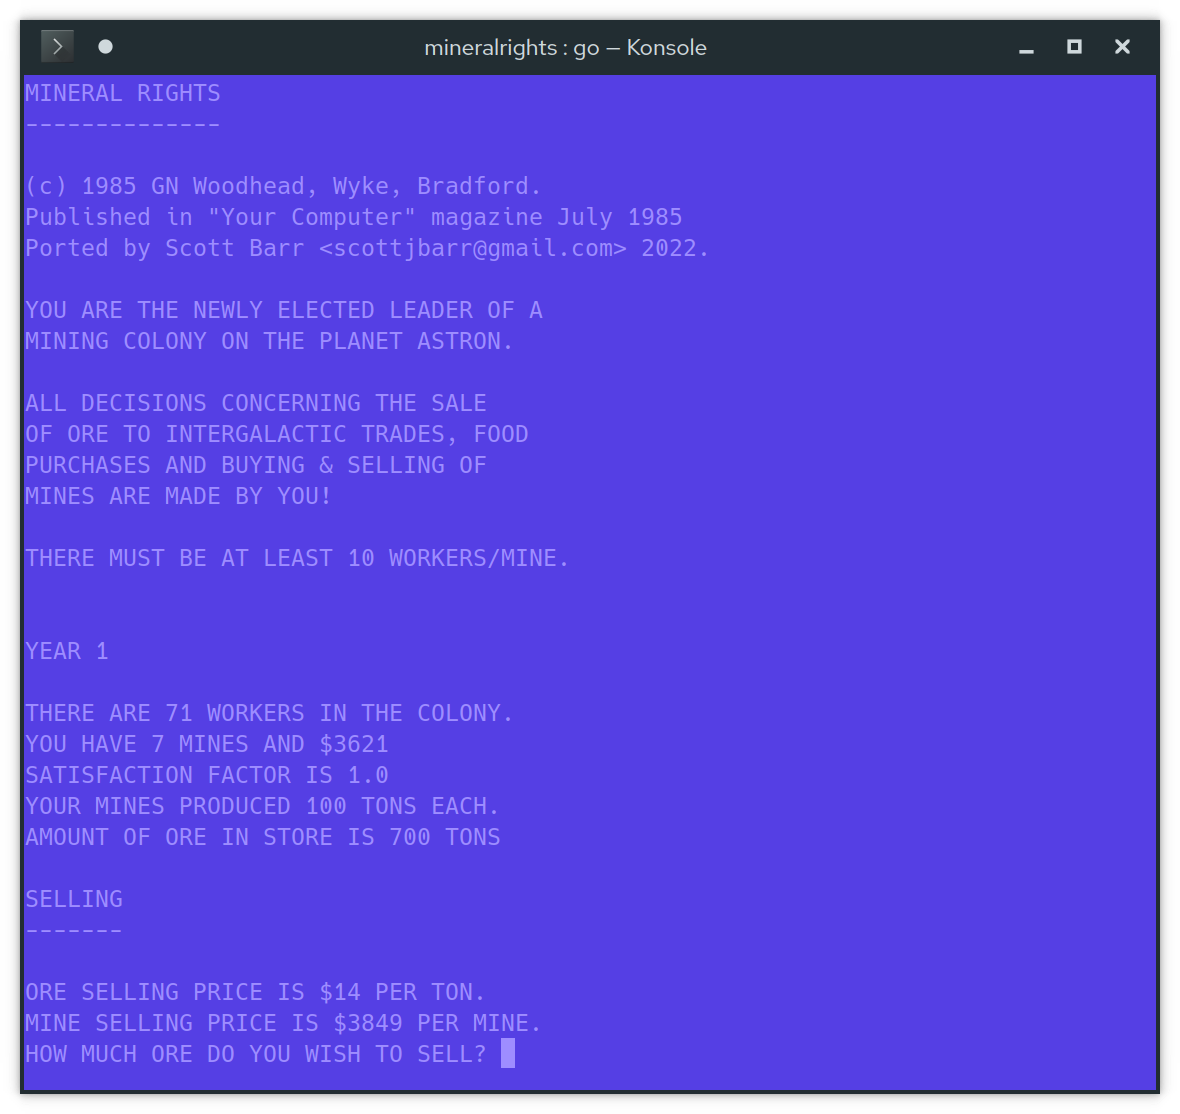 mineralrights : go — Konsole
MINERAL RIGHTS
--------------
(c) 1985 GN Woodhead, Wyke, Bradford.
Published in "Your Computer" magazine July 1985
Ported by Scott Barr <scottjbarr@gmail.com> 2022.
YOU ARE THE NEWLY ELECTED LEADER OF A
MINING COLONY ON THE PLANET ASTRON.
ALL DECISIONS CONCERNING THE SALE
OF ORE TO INTERGALACTIC TRADES, FOOD
PURCHASES AND BUYING & SELLING OF
MINES ARE MADE BY YOU!
THERE MUST BE AT LEAST 10 WORKERS/MINE.
YEAR 1
THERE ARE 71 WORKERS IN THE COLONY.
YOU HAVE 7 MINES AND $3621
SATISFACTION FACTOR IS 1.0
YOUR MINES PRODUCED 100 TONS EACH.
AMOUNT OF ORE IN STORE IS 700 TONS
SELLING
-------
ORE SELLING PRICE IS $14 PER TON.
MINE SELLING PRICE IS $3849 PER MINE.
HOW MUCH ORE DO YOU WISH TO SELL?